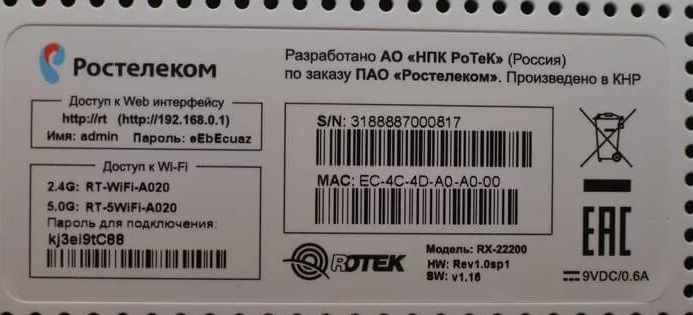 Ростелеком
Разработано АО «НПК РоТеК» (Россия)
по заказу ПАО «Ростелеком». Произведено в КНР
Доступ к Web интерфейсу
http://rt (http://192.168.0.1)
Имя: admin Пароль: eEbEcuaz
Доступ к Wi-Fi
2.4G: RT-WiFi-A020
5.0G: RT-5WiFi-A020
Пароль для подключения:
kj3ei9tC88
S/N: 3188887000817
MAC: EC-4C-4D-A0-A0-00
ROTEK
Модель: RX-22200
HW: Rev1.0sp1
SW: v1.16
EAC
9VDC/0.6A